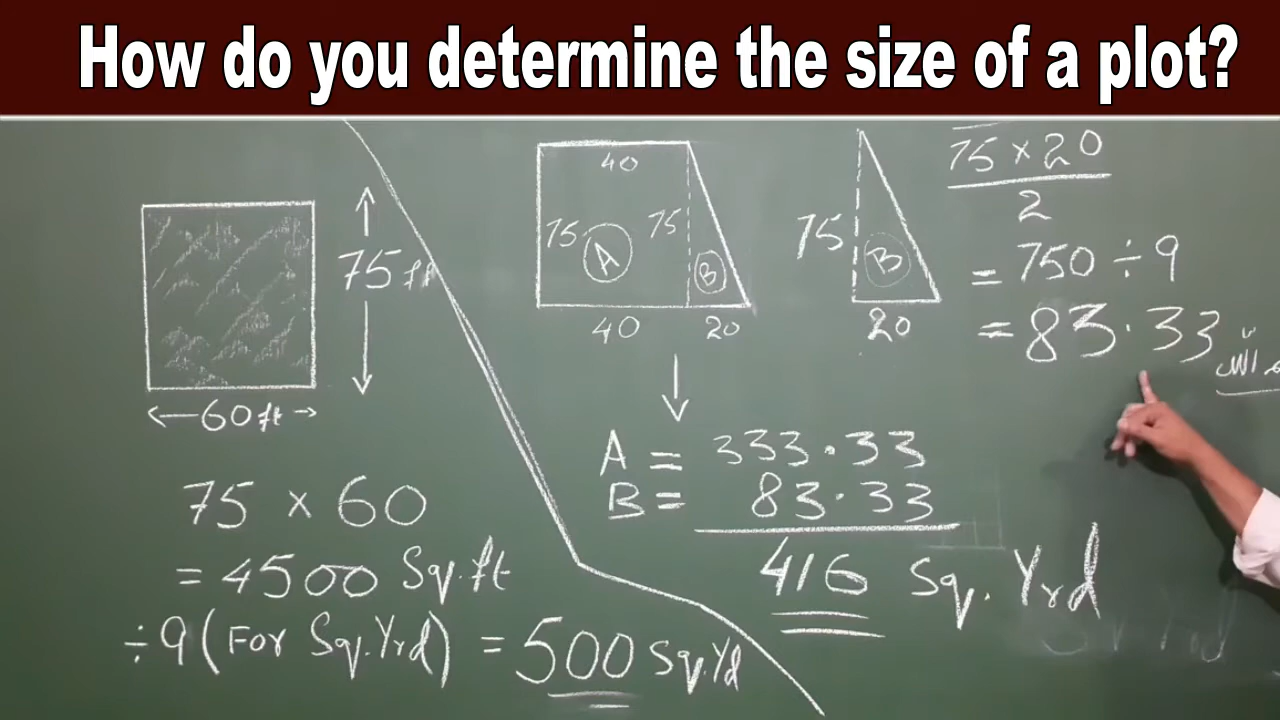 How do you determine the size of a plot?
75 ft
←60 ft→
75 × 60
= 4500 Sq.ft
÷9 (For Sq.Yrd) = 500 Sq.Yd
40
75 A 75 B
40 20
A = 333.33
B = 83.33
416 Sq. Yrd
75 B
20
75 × 20
2
= 750 ÷ 9
= 83.33